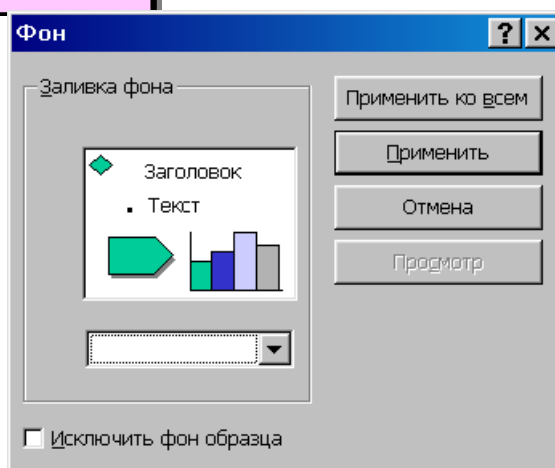 Фон
Заливка фона
Заголовок
Текст
Применить ко всем
Применить
Отмена
Просмотр
Исключить фон образца